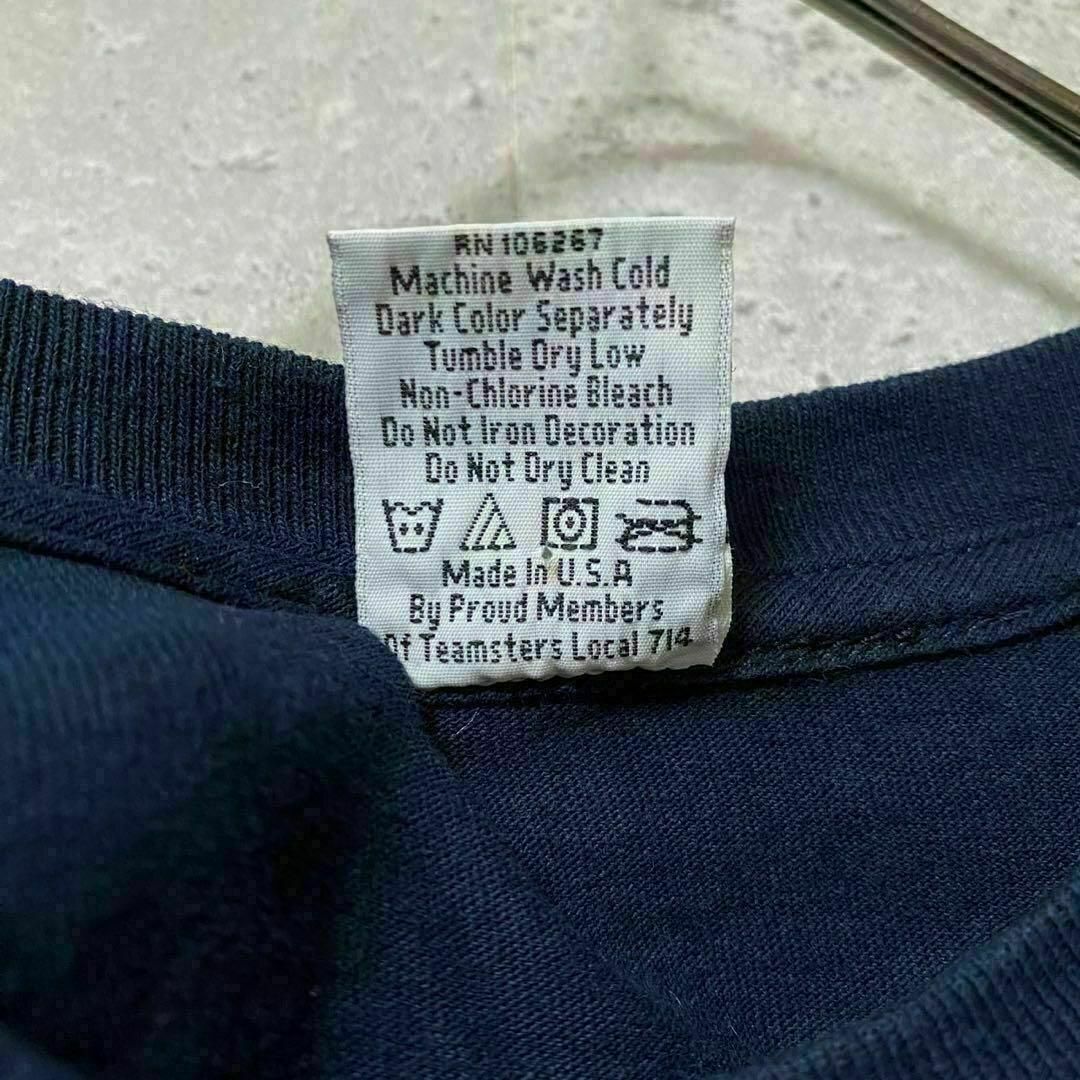 RN 106267
Machine Wash Cold
Dark Color Separately
Tumble Dry Low
Non-Chlorine Bleach
Do Not Iron Decoration
Do Not Dry Clean
Made In U.S.A
By Proud Members
Of Teamsters Local 714